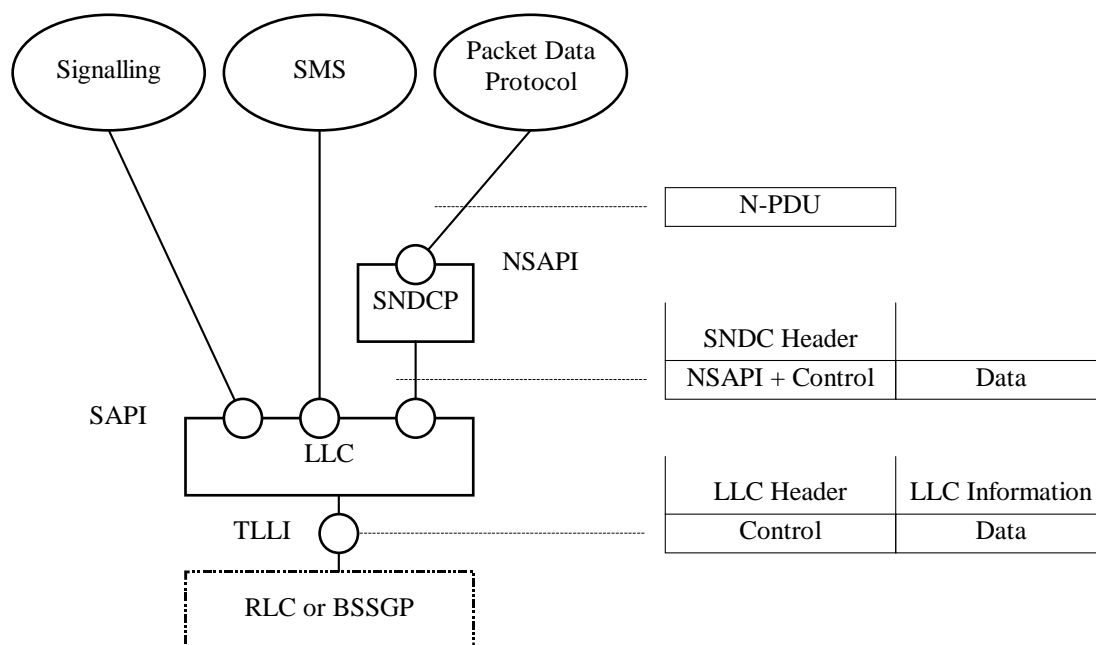 Signalling
SMS
Packet Data
Protocol
N-PDU
NSAPI
SNDCP
SNDC Header
NSAPI + Control
Data
SAPI
LLC
LLC Header
LLC Information
TLLI
Control
Data
RLC or BSSGP